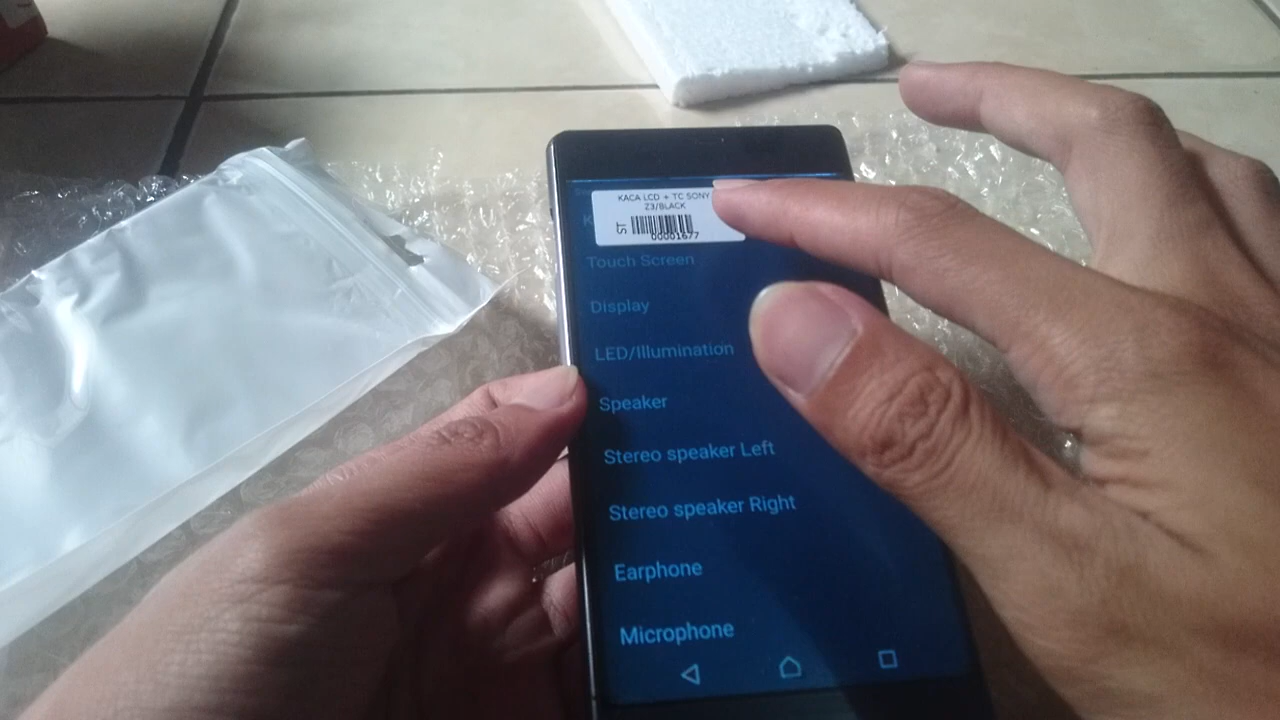 KACA LCD + TC SONY
Z3/BLACK
ST
00001677
Touch Screen
Display
LED/Illumination
Speaker
Stereo speaker Left
Stereo speaker Right
Earphone
Microphone